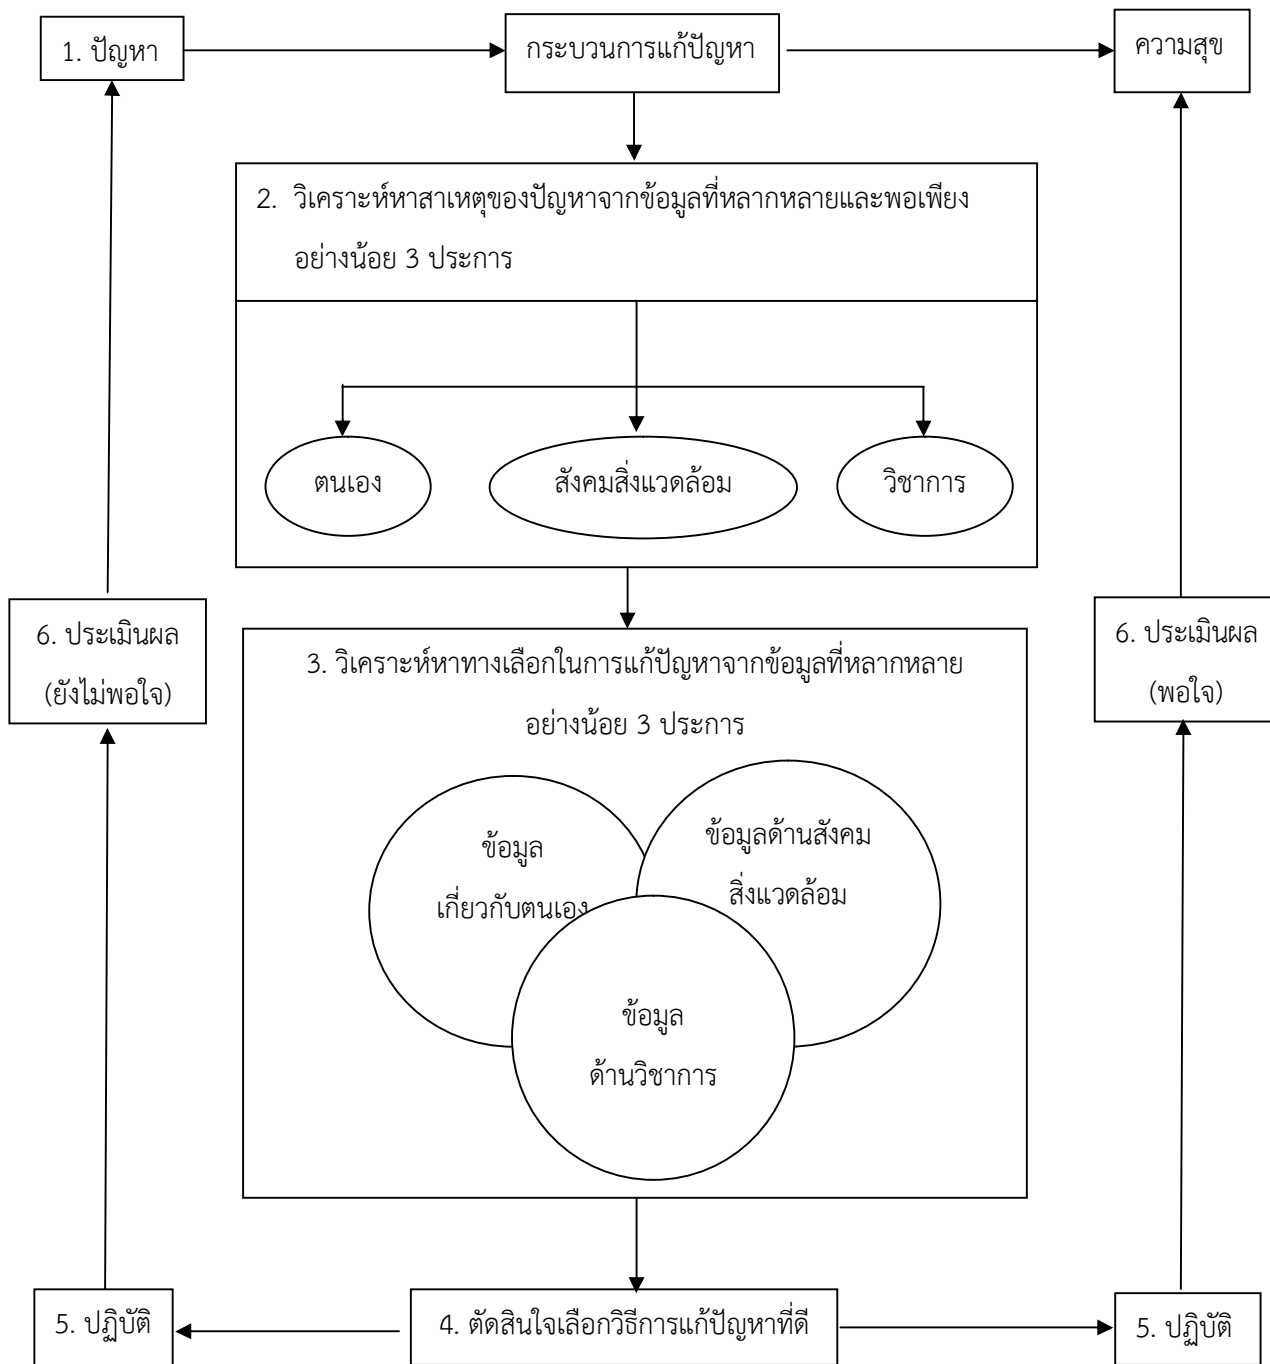 1. ปัญหา
กระบวนการแก้ปัญหา
ความสุข
2. วิเคราะห์หาสาเหตุของปัญหาจากข้อมูลที่หลากหลายและพอเพียง
อย่างน้อย 3 ประการ
ตนเอง
สังคมสิ่งแวดล้อม
วิชาการ
6. ประเมินผล
(ยังไม่พอใจ)
6. ประเมินผล
(พอใจ)
3. วิเคราะห์หาทางเลือกในการแก้ปัญหาจากข้อมูลที่หลากหลาย
อย่างน้อย 3 ประการ
ข้อมูล
เกี่ยวกับตนเอง
ข้อมูลด้านสังคม
สิ่งแวดล้อม
ข้อมูล
ด้านวิชาการ
5. ปฏิบัติ
4. ตัดสินใจเลือกวิธีการแก้ปัญหาที่ดี
5. ปฏิบัติ